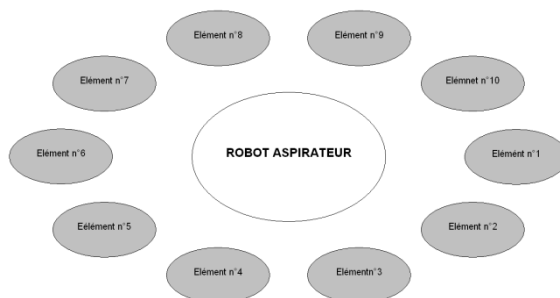 Elément n°8
Elément n°9
Elément n°7
Elémnet n°10
ROBOT ASPIRATEUR
Elément n°6
Elémént n°1
Eélément n°5
Elément n°2
Elément n°4
Elémentn°3